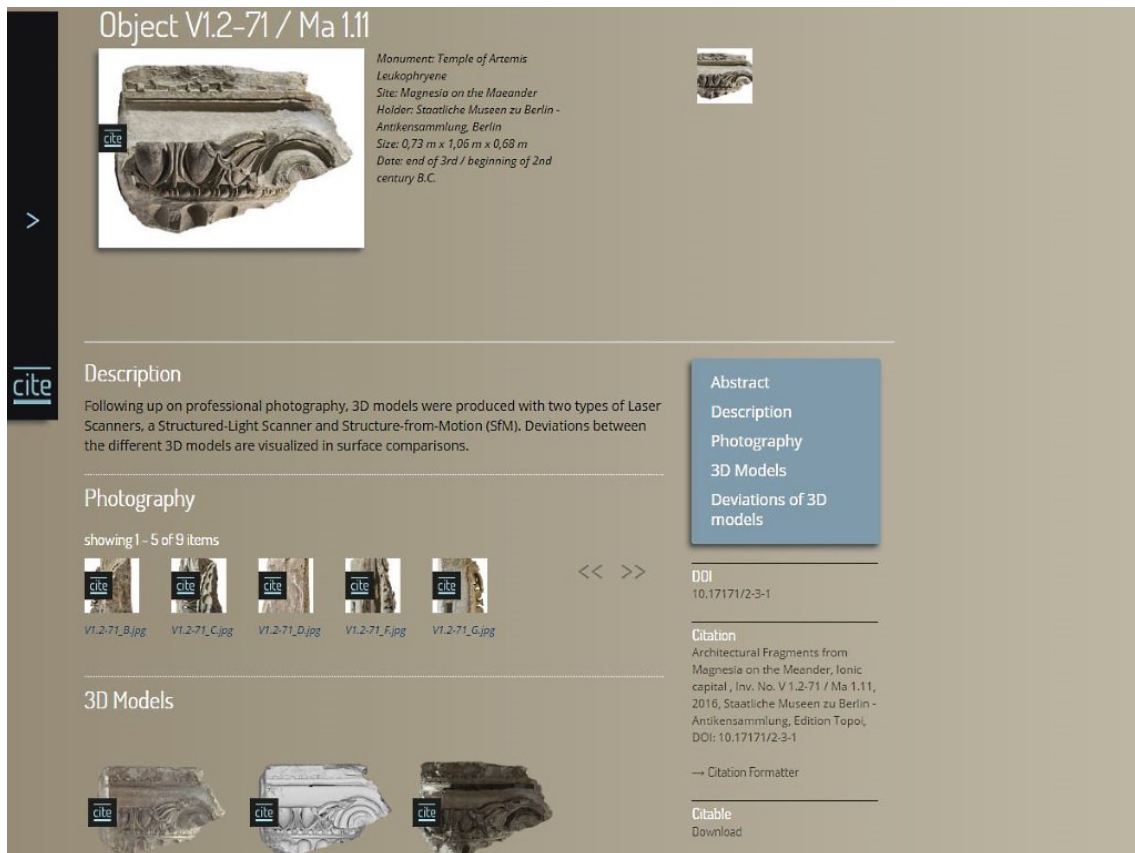 Object V1.2-71 / Ma 1.11
cite
Monument: Temple of Artemis
Leukophryene
Site: Magnesia on the Maeander
Holder: Staatliche Museen zu Berlin -
Antikensammlung, Berlin
Size: 0,73 m x 1,06 m x 0,68 m
Date: end of 3rd / beginning of 2nd
century B.C.
>
cite
Description
Following up on professional photography, 3D models were produced with two types of Laser
Scanners, a Structured-Light Scanner and Structure-from-Motion (SfM). Deviations between
the different 3D models are visualized in surface comparisons.
Photography
showing 1 - 5 of 9 items
cite cite cite cite cite
<< >>
V1.2-71_B.jpg V1.2-71_C.jpg V1.2-71_D.jpg V1.2-71_F.jpg V1.2-71_G.jpg
3D Models
cite cite cite
Abstract
Description
Photography
3D Models
Deviations of 3D
models
DOI
10.17171/2-3-1
Citation
Architectural Fragments from
Magnesia on the Meander, Ionic
capital , Inv. No. V 1.2-71 / Ma 1.11,
2016, Staatliche Museen zu Berlin -
Antikensammlung, Edition Topoi,
DOI: 10.17171/2-3-1
→ Citation Formatter
Citable
Download